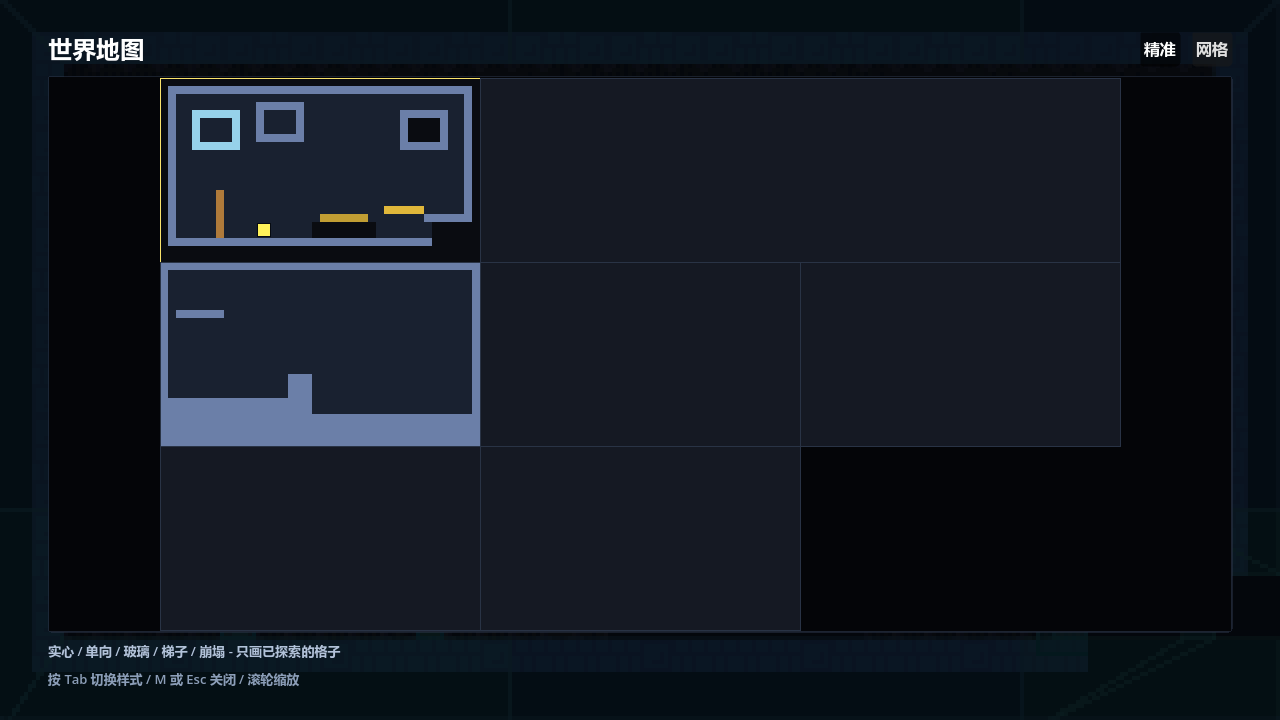 世界地图
精准 网格
实心 / 单向 / 玻璃 / 梯子 / 崩塌 - 只画已探索的格子
按 Tab 切换样式 / M 或 Esc 关闭 / 滚轮缩放